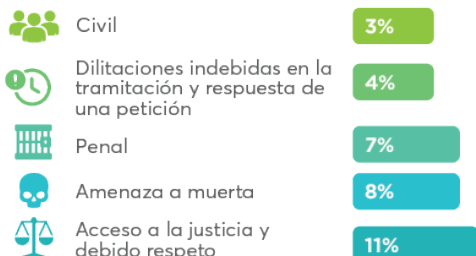 Civil 3%
Dilitaciones indebidas en la
tramitación y respuesta de 4%
una petición
Penal 7%
Amenaza a muerta 8%
Acceso a la justicia y
debido respeto 11%